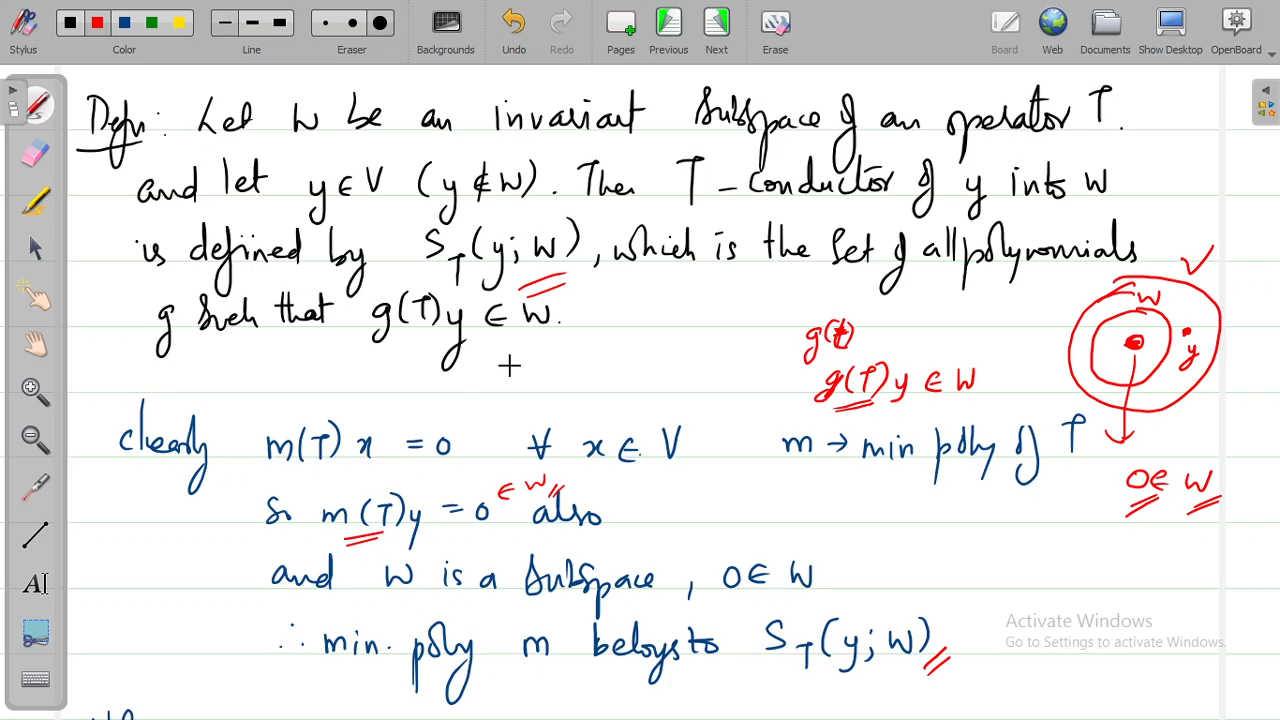 Stylus Color Line Eraser Backgrounds Undo Redo Pages Previous Next Erase Board Web Documents Show Desktop OpenBoard
Defn: Let W be an invariant subspace of an operator T.
and let y ∈ V (y ∉ W). Then T-conductor of y into W
is defined by S_T(y; W), which is the set of all polynomials
g such that g(T)y ∈ W.
W
y
g(t)
g(T)y ∈ W
clearly m(T)x = 0 ∀ x ∈ V m → min poly of T
0 ∈ W
so m(T)y = 0 ∈ W also
and W is a subspace, 0 ∈ W
∴ min. poly m belongs to S_T(y; W)
Activate Windows
Go to Settings to activate Windows.